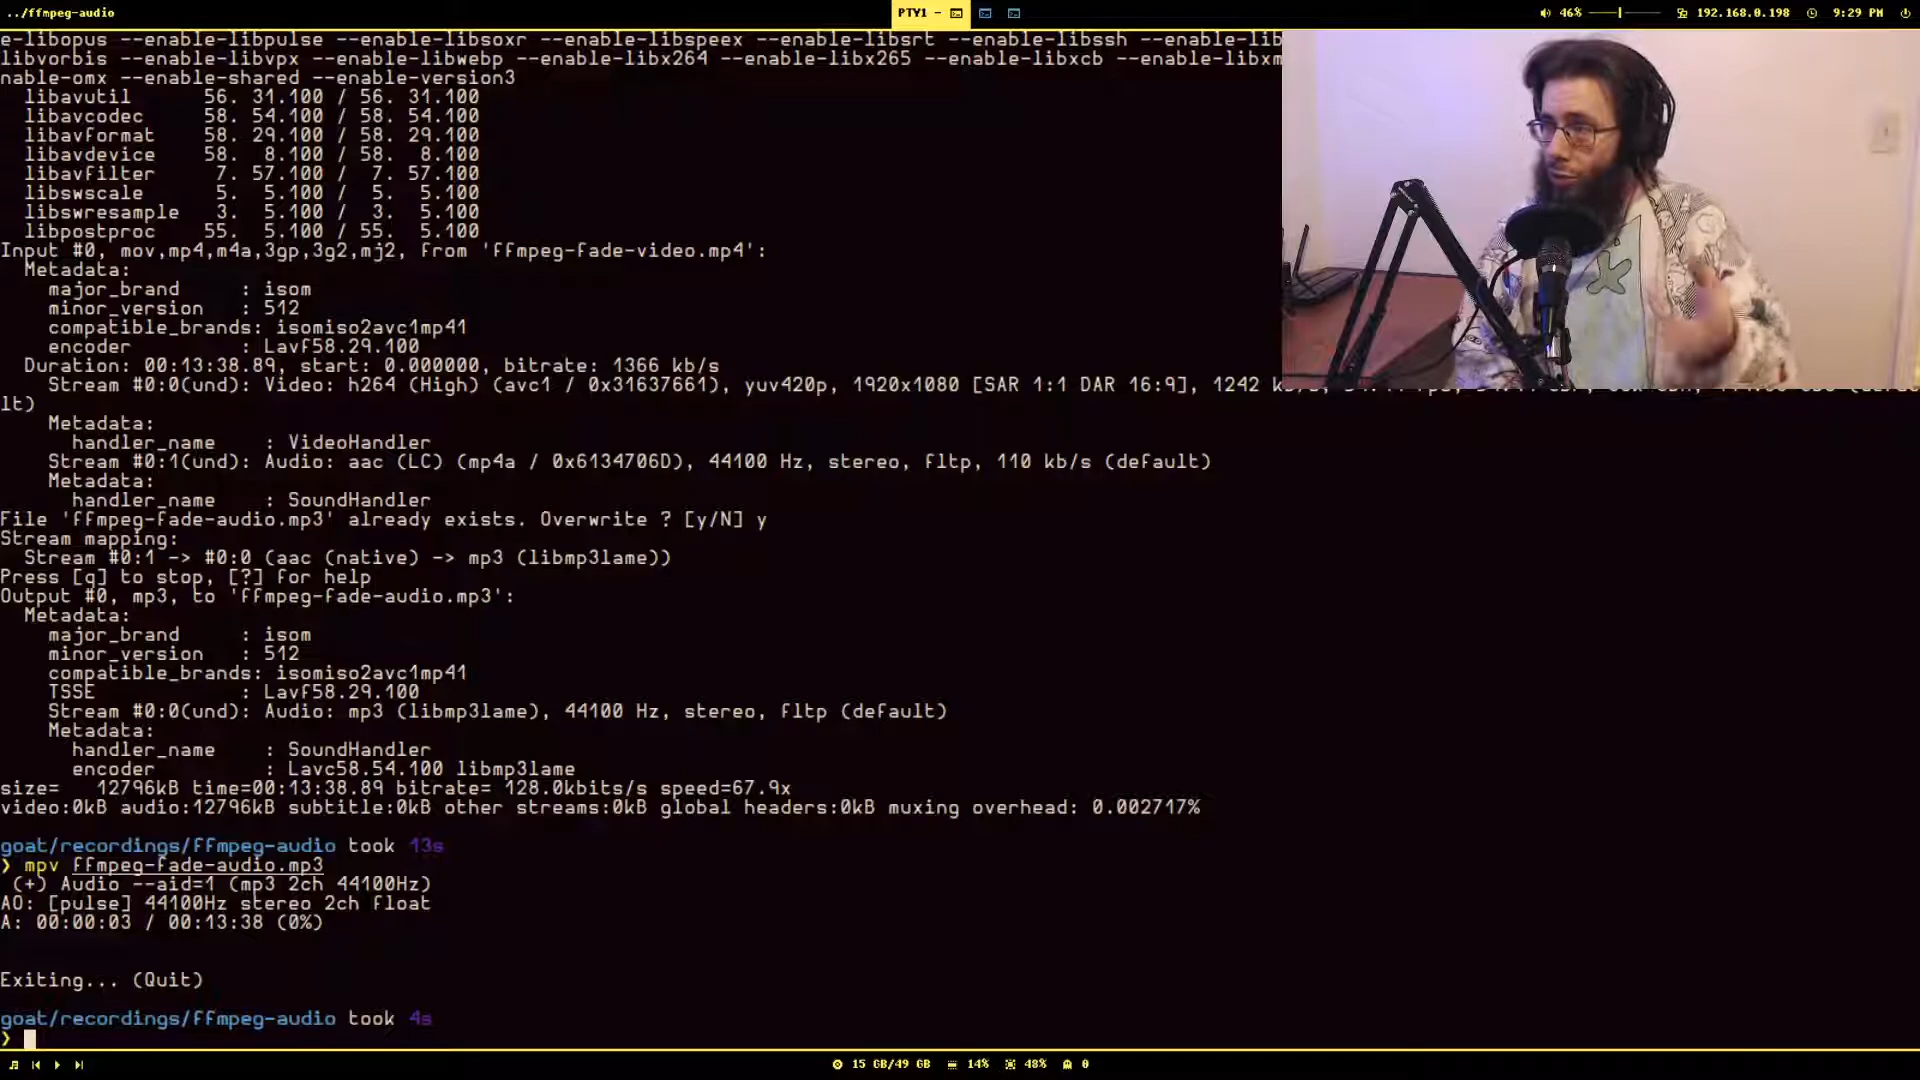 ../ffmpeg-audio
PTY1 -
46%
192.168.0.198
9:29 PM
e-libopus --enable-libpulse --enable-libsoxr --enable-libspeex --enable-libsrt --enable-libssh --enable-lib
libvorbis --enable-libvpx --enable-libwebp --enable-libx264 --enable-libx265 --enable-libxcb --enable-libxm
nable-omx --enable-shared --enable-version3
libavutil 56. 31.100 / 56. 31.100
libavcodec 58. 54.100 / 58. 54.100
libavformat 58. 29.100 / 58. 29.100
libavdevice 58. 8.100 / 58. 8.100
libavfilter 7. 57.100 / 7. 57.100
libswscale 5. 5.100 / 5. 5.100
libswresample 3. 5.100 / 3. 5.100
libpostproc 55. 5.100 / 55. 5.100
Input #0, mov,mp4,m4a,3gp,3g2,mj2, from 'ffmpeg-fade-video.mp4':
Metadata:
major_brand : isom
minor_version : 512
compatible_brands: isomiso2avc1mp41
encoder : Lavf58.29.100
Duration: 00:13:38.89, start: 0.000000, bitrate: 1366 kb/s
Stream #0:0(und): Video: h264 (High) (avc1 / 0x31637661), yuv420p, 1920x1080 [SAR 1:1 DAR 16:9], 1242
lt)
Metadata:
handler_name : VideoHandler
Stream #0:1(und): Audio: aac (LC) (mp4a / 0x6134706D), 44100 Hz, stereo, fltp, 110 kb/s (default)
Metadata:
handler_name : SoundHandler
File 'ffmpeg-fade-audio.mp3' already exists. Overwrite ? [y/N] y
Stream mapping:
Stream #0:1 -> #0:0 (aac (native) -> mp3 (libmp3lame))
Press [q] to stop, [?] for help
Output #0, mp3, to 'ffmpeg-fade-audio.mp3':
Metadata:
major_brand : isom
minor_version : 512
compatible_brands: isomiso2avc1mp41
TSSE : Lavf58.29.100
Stream #0:0(und): Audio: mp3 (libmp3lame), 44100 Hz, stereo, fltp (default)
Metadata:
handler_name : SoundHandler
encoder : Lavc58.54.100 libmp3lame
size= 12796kB time=00:13:38.89 bitrate= 128.0kbits/s speed=67.9x
video:0kB audio:12796kB subtitle:0kB other streams:0kB global headers:0kB muxing overhead: 0.002717%
goat/recordings/ffmpeg-audio took 13s
❯ mpv ffmpeg-fade-audio.mp3
(+) Audio --aid=1 (mp3 2ch 44100Hz)
AO: [pulse] 44100Hz stereo 2ch float
A: 00:00:03 / 00:13:38 (0%)
Exiting... (Quit)
goat/recordings/ffmpeg-audio took 4s
❯
15 GB/49 GB
14%
48%
0